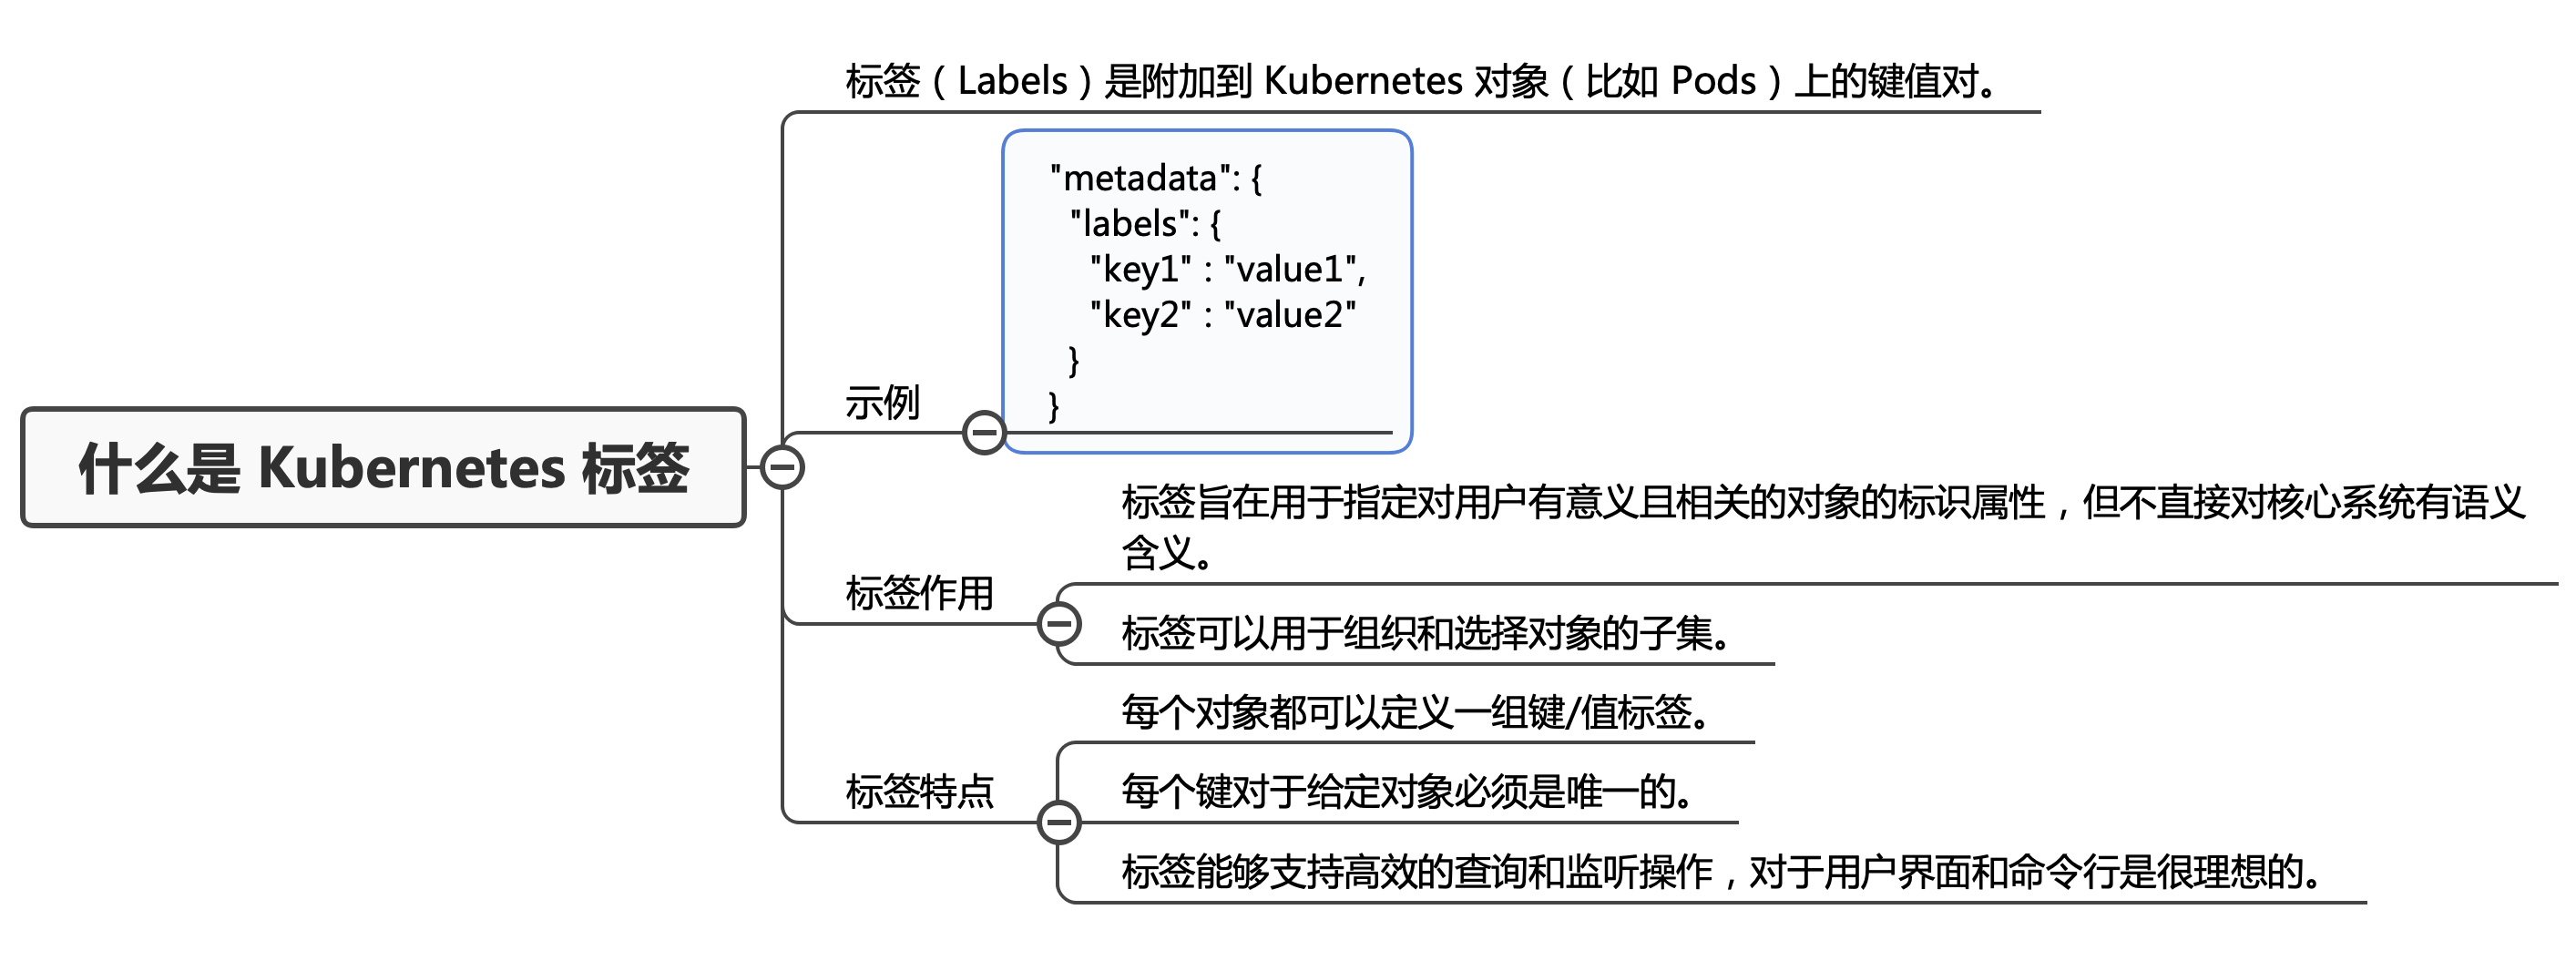 标签（Labels）是附加到 Kubernetes 对象（比如 Pods）上的键值对。
"metadata": {
"labels": {
"key1" : "value1",
"key2" : "value2"
}
}
示例
什么是 Kubernetes 标签
标签旨在用于指定对用户有意义且相关的对象的标识属性，但不直接对核心系统有语义
含义。
标签作用
标签可以用于组织和选择对象的子集。
每个对象都可以定义一组键/值标签。
标签特点
每个键对于给定对象必须是唯一的。
标签能够支持高效的查询和监听操作，对于用户界面和命令行是很理想的。